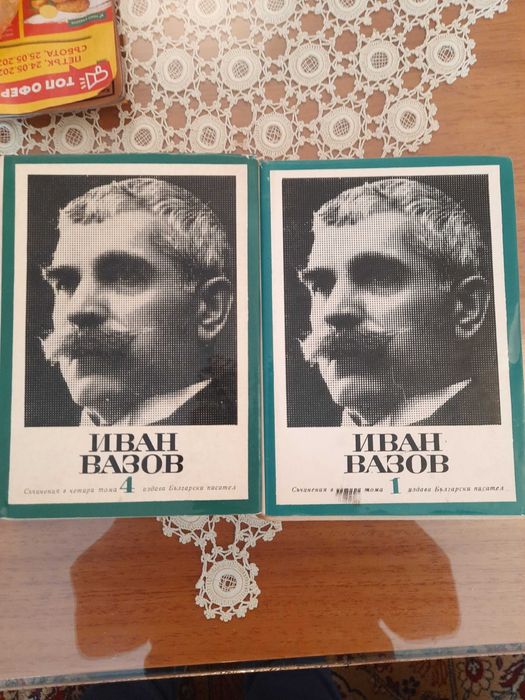 ТОП ОФЕР
СЪБОТА, 25.05.202
ПЕТЪК, 24.05.202
ИВАН
ВАЗОВ
Съчинения в четири тома 4 издава Български писател
ИВАН
ВАЗОВ
Съчинения в четири тома 1 издава Български писател